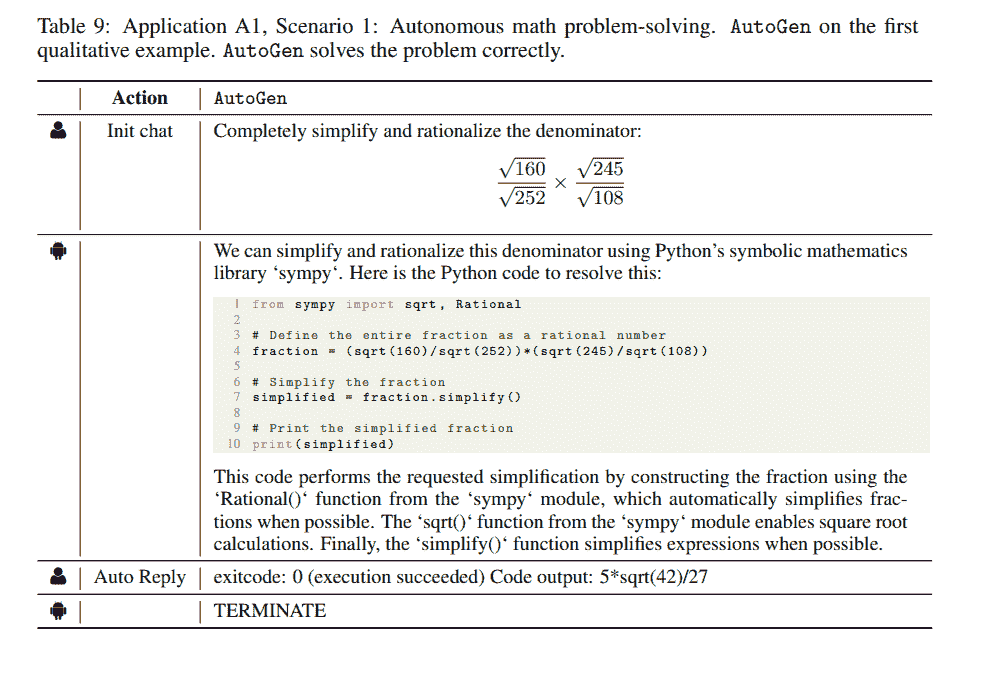 Table 9: Application A1, Scenario 1: Autonomous math problem-solving. AutoGen on the first
qualitative example. AutoGen solves the problem correctly.
Action AutoGen
Init chat Completely simplify and rationalize the denominator:
√160/√252 × √245/√108
We can simplify and rationalize this denominator using Python's symbolic mathematics
library 'sympy'. Here is the Python code to resolve this:
1 from sympy import sqrt, Rational
2
3 # Define the entire fraction as a rational number
4 fraction = (sqrt(160)/sqrt(252))*(sqrt(245)/sqrt(108))
5
6 # Simplify the fraction
7 simplified = fraction.simplify()
8
9 # Print the simplified fraction
10 print(simplified)
This code performs the requested simplification by constructing the fraction using the
'Rational()' function from the 'sympy' module, which automatically simplifies frac-
tions when possible. The 'sqrt()' function from the 'sympy' module enables square root
calculations. Finally, the 'simplify()' function simplifies expressions when possible.
Auto Reply exitcode: 0 (execution succeeded) Code output: 5*sqrt(42)/27
TERMINATE